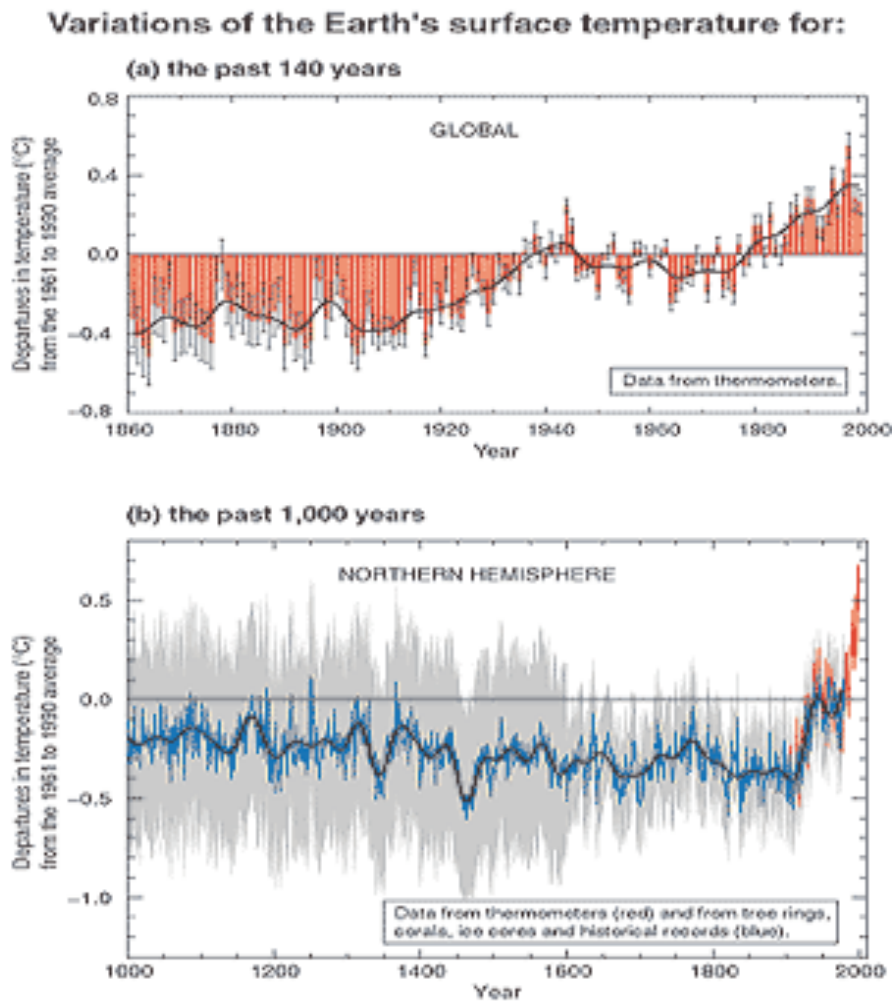 Variations of the Earth's surface temperature for:
(a) the past 140 years
GLOBAL
Departures in temperature (°C)
from the 1961 to 1990 average
0.8
0.4
0.0
−0.4
−0.8
Data from thermometers.
1860 1880 1900 1920 1940 1960 1980 2000
Year
(b) the past 1,000 years
NORTHERN HEMISPHERE
Departures in temperature (°C)
from the 1961 to 1990 average
0.5
0.0
−0.5
−1.0
Data from thermometers (red) and from tree rings,
corals, ice cores and historical records (blue).
1000 1200 1400 1600 1800 2000
Year